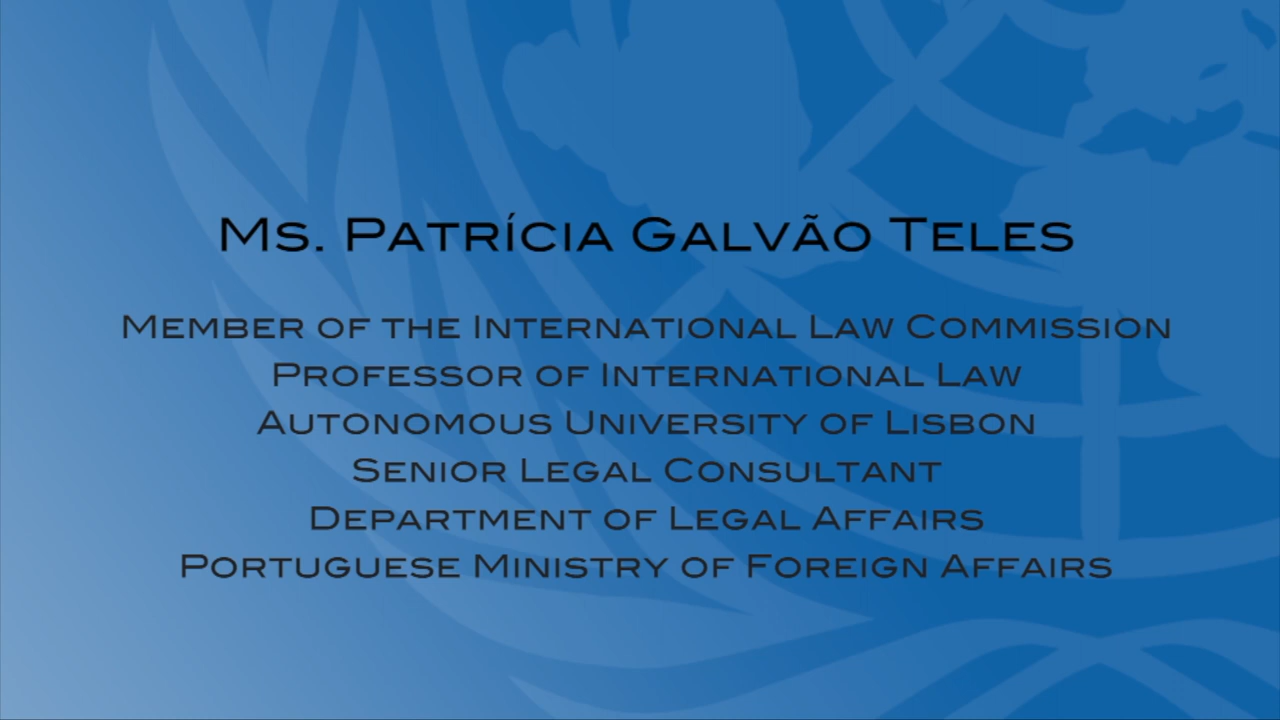 Ms. Patrícia Galvão Teles
Member of the International Law Commission
Professor of International Law
Autonomous University of Lisbon
Senior Legal Consultant
Department of Legal Affairs
Portuguese Ministry of Foreign Affairs